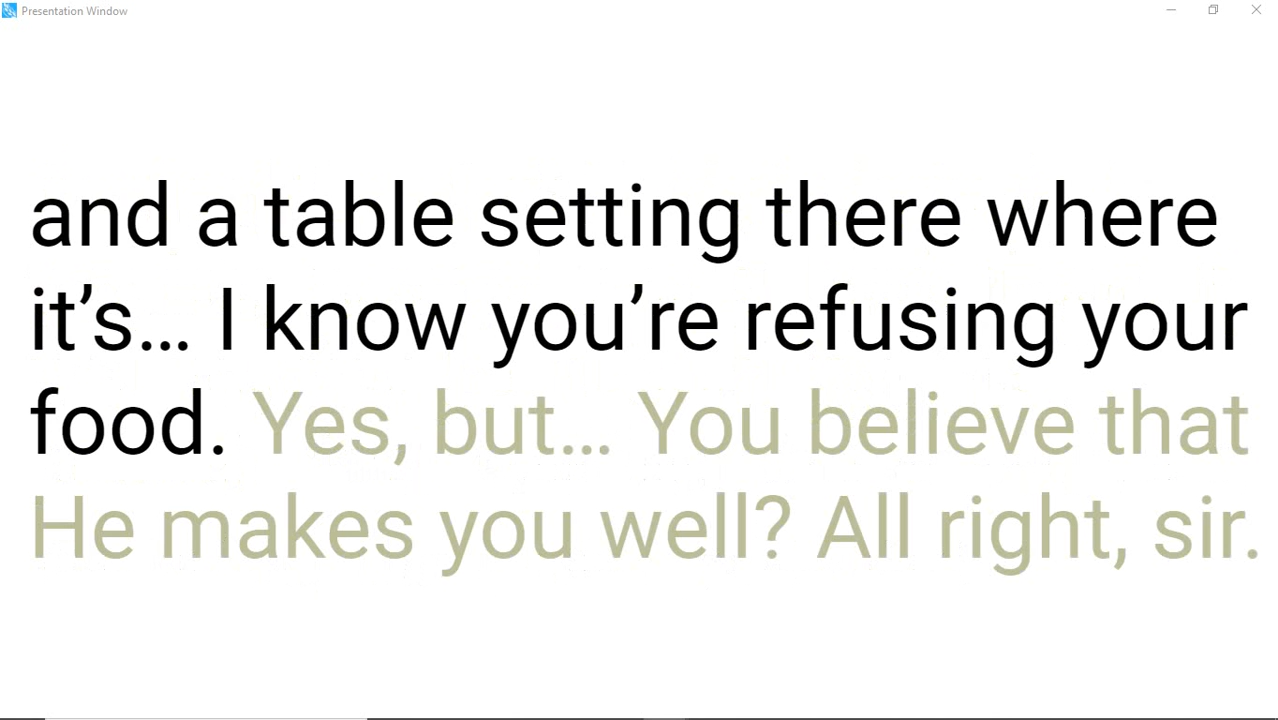 Presentation Window
and a table setting there where
it’s… I know you’re refusing your
food. Yes, but… You believe that
He makes you well? All right, sir.